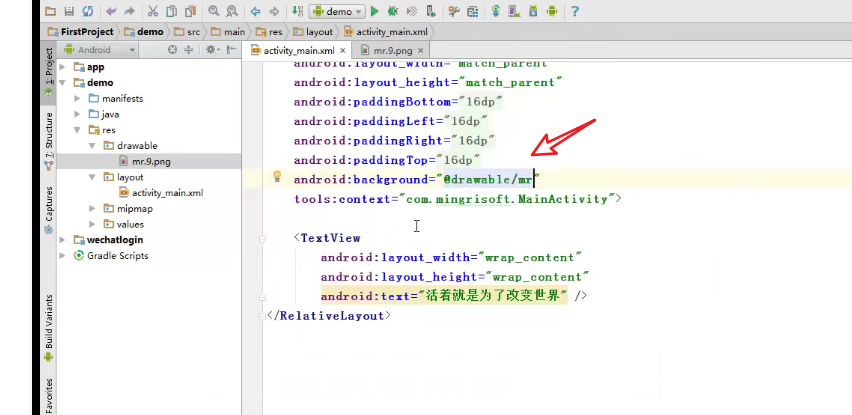 demo
FirstProject demo src main res layout activity_main.xml
Android
activity_main.xml mr.9.png
1: Project
7: Structure
Captures
Build Variants
Favorites
app
demo
manifests
java
res
drawable
mr.9.png
layout
activity_main.xml
mipmap
values
wechatlogin
Gradle Scripts
android:layout_width="match_parent"
android:layout_height="match_parent"
android:paddingBottom="16dp"
android:paddingLeft="16dp"
android:paddingRight="16dp"
android:paddingTop="16dp"
android:background="@drawable/mr"
tools:context="com.mingrisoft.MainActivity">
<TextView
android:layout_width="wrap_content"
android:layout_height="wrap_content"
android:text="活着就是为了改变世界" />
</RelativeLayout>